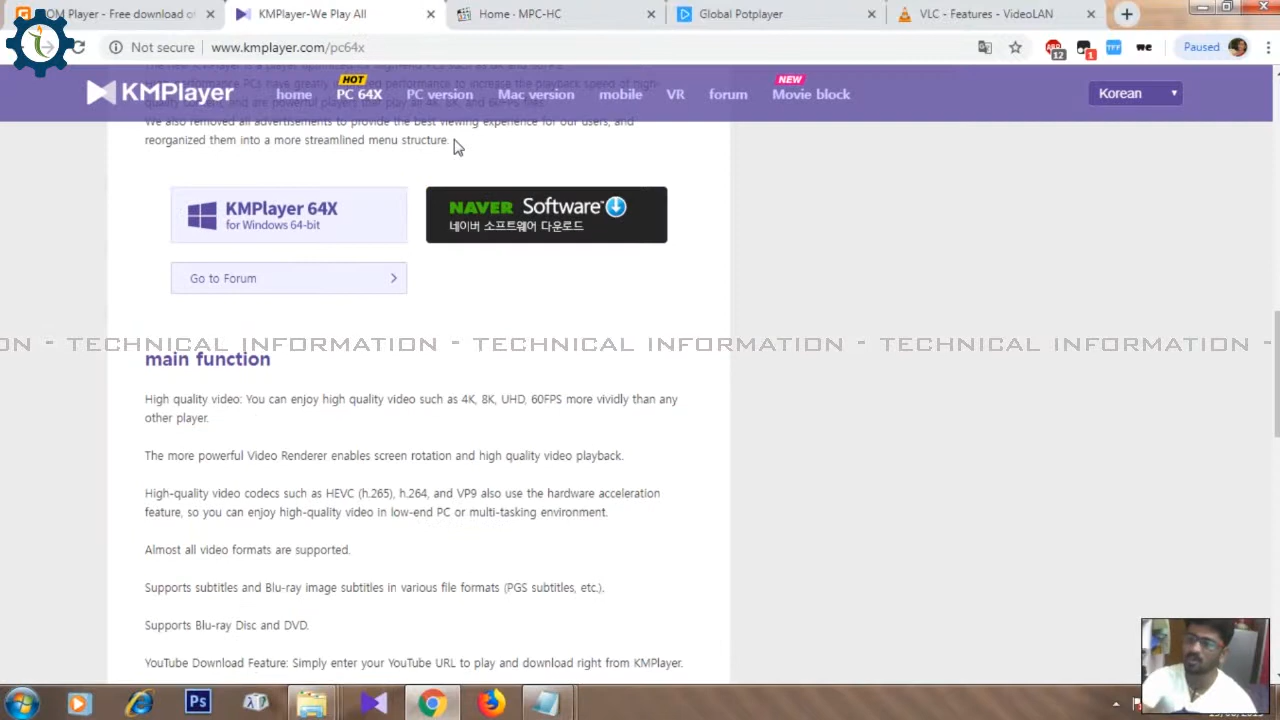 OM Player - Free download o
KMPlayer-We Play All
Home · MPC-HC
Global Potplayer
VLC - Features - VideoLAN
Not secure
www.kmplayer.com/pc64x
12
1
TFF
we
Paused
KMPlayer
home
HOT
PC 64X
PC version
Mac version
mobile
VR
forum
NEW
Movie block
Korean
We also removed all advertisements to provide the best viewing experience for our users, and
reorganized them into a more streamlined menu structure.
KMPlayer 64X
for Windows 64-bit
NAVER Software
네이버 소프트웨어 다운로드
Go to Forum
ON - TECHNICAL INFORMATION - TECHNICAL INFORMATION - TECHNICAL INFORMATION -
main function
High quality video: You can enjoy high quality video such as 4K, 8K, UHD, 60FPS more vividly than any
other player.
The more powerful Video Renderer enables screen rotation and high quality video playback.
High-quality video codecs such as HEVC (h.265), h.264, and VP9 also use the hardware acceleration
feature, so you can enjoy high-quality video in low-end PC or multi-tasking environment.
Almost all video formats are supported.
Supports subtitles and Blu-ray image subtitles in various file formats (PGS subtitles, etc.).
Supports Blu-ray Disc and DVD.
YouTube Download Feature: Simply enter your YouTube URL to play and download right from KMPlayer.
Ps